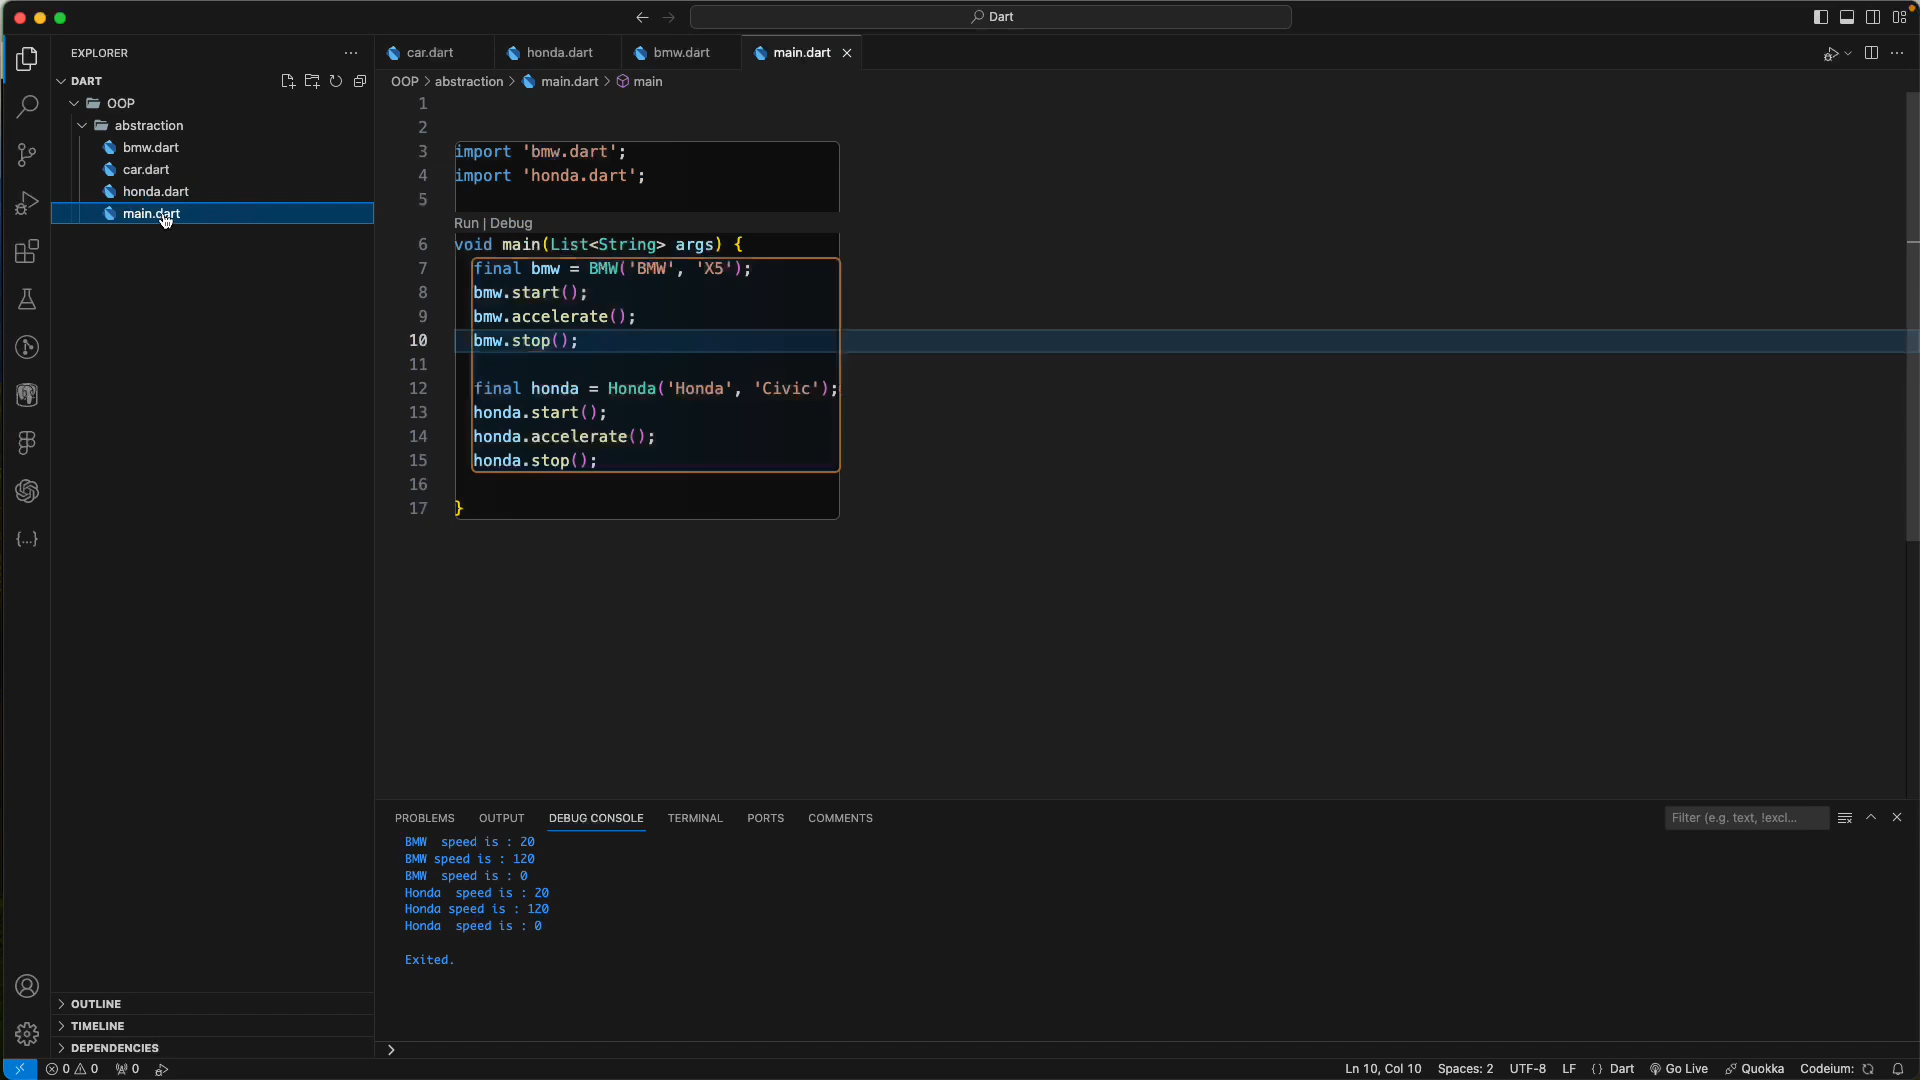 Dart
EXPLORER
DART
OOP
abstraction
bmw.dart
car.dart
honda.dart
main.dart
OUTLINE
TIMELINE
DEPENDENCIES
car.dart
honda.dart
bmw.dart
main.dart
OOP > abstraction > main.dart > main
1
2
3 import 'bmw.dart';
4 import 'honda.dart';
5
Run | Debug
6 void main(List<String> args) {
7 final bmw = BMW('BMW', 'X5');
8 bmw.start();
9 bmw.accelerate();
10 bmw.stop();
11
12 final honda = Honda('Honda', 'Civic');
13 honda.start();
14 honda.accelerate();
15 honda.stop();
16
17 }
PROBLEMS OUTPUT DEBUG CONSOLE TERMINAL PORTS COMMENTS
Filter (e.g. text, !excl...
BMW  speed is : 20
BMW speed is : 120
BMW  speed is : 0
Honda  speed is : 20
Honda speed is : 120
Honda  speed is : 0
Exited.
0 0 0
Ln 10, Col 10 Spaces: 2 UTF-8 LF {} Dart Go Live Quokka Codeium: